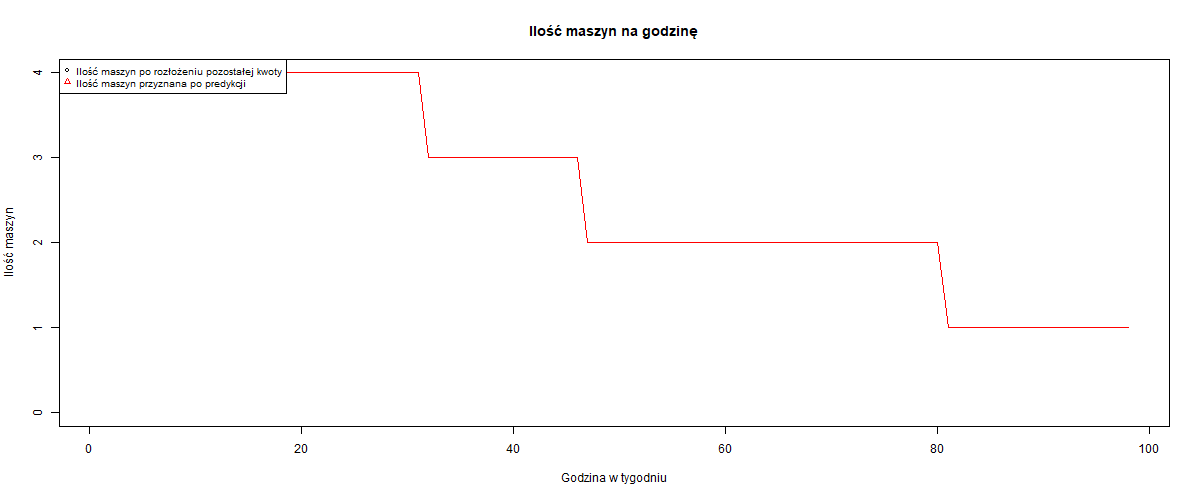 Ilość maszyn na godzinę
Ilość maszyn po rozłożeniu pozostałej kwoty
Ilość maszyn przyznana po predykcji
Ilość maszyn
4
3
2
1
0
0 20 40 60 80 100
Godzina w tygodniu